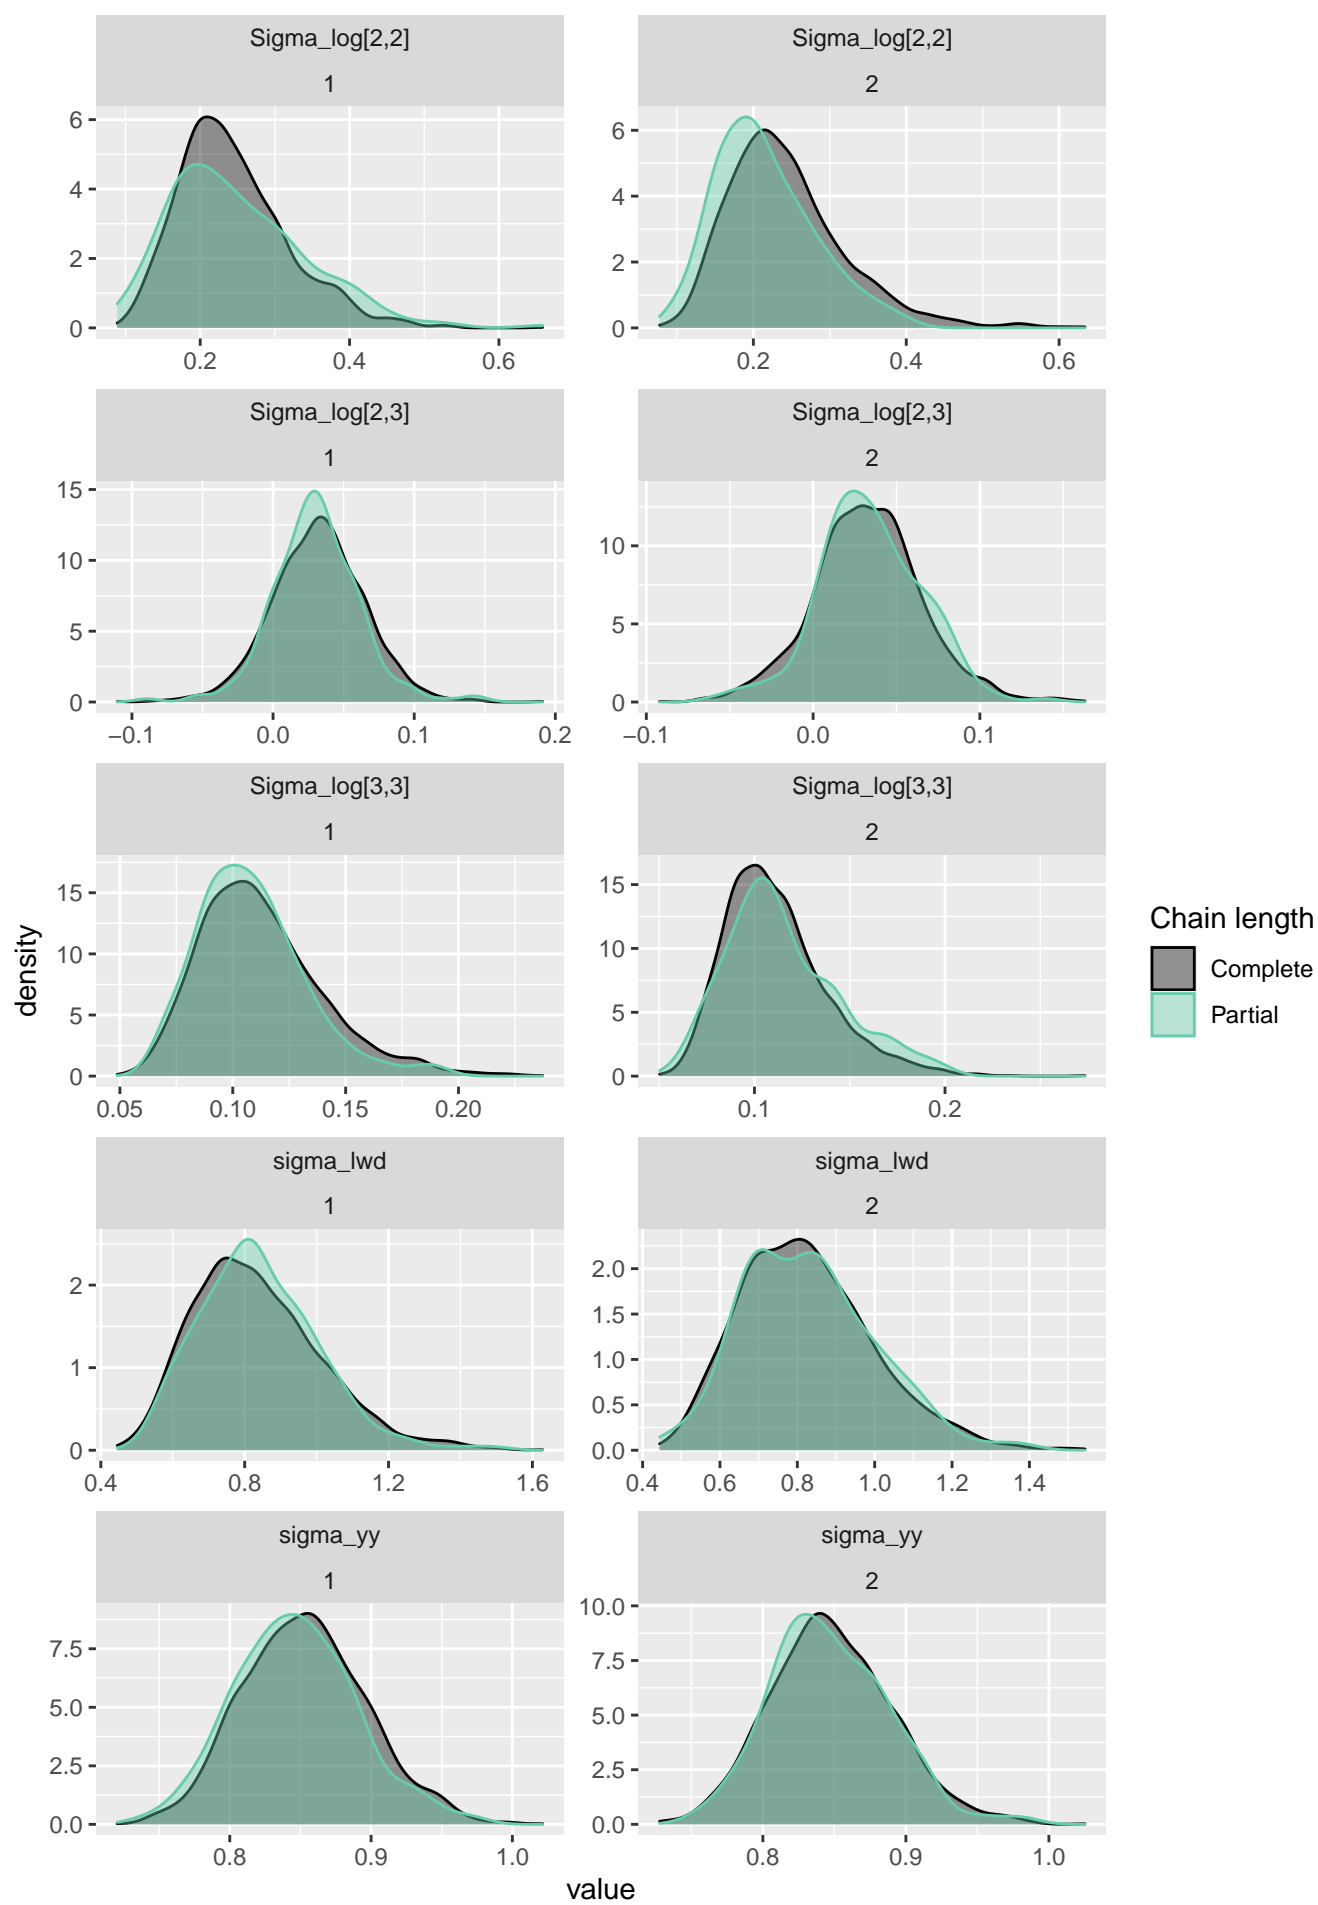 Sigma_log[2,2]
1
Sigma_log[2,2]
2
6
4
2
0
0.2 0.4 0.6
6
4
2
0
0.2 0.4 0.6
Sigma_log[2,3]
1
Sigma_log[2,3]
2
15
10
5
0
−0.1 0.0 0.1 0.2
10
5
0
−0.1 0.0 0.1
Sigma_log[3,3]
1
Sigma_log[3,3]
2
15
10
5
0
0.05 0.10 0.15 0.20
15
10
5
0
0.1 0.2
sigma_lwd
1
sigma_lwd
2
2
1
0
0.4 0.8 1.2 1.6
2.0
1.5
1.0
0.5
0.0
0.4 0.6 0.8 1.0 1.2 1.4
sigma_yy
1
sigma_yy
2
7.5
5.0
2.5
0.0
0.8 0.9 1.0
10.0
7.5
5.0
2.5
0.0
0.8 0.9 1.0
density
value
Chain length
Complete
Partial